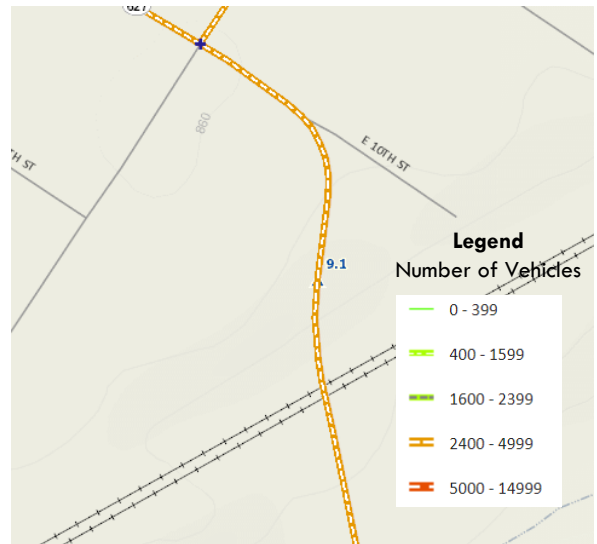 627
860
TH ST
E 10TH ST
9.1
Legend
Number of Vehicles
0 - 399
400 - 1599
1600 - 2399
2400 - 4999
5000 - 14999